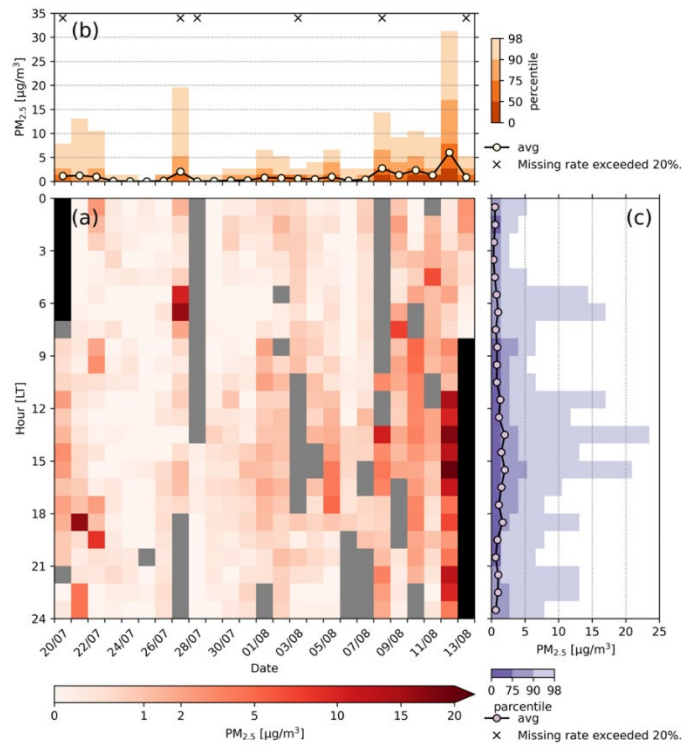 35
30
25
20
15
10
5
0
PM2.5 [μg/m³]
(b)
98
90
75
50
0
percentile
avg
Missing rate exceeded 20%.
0
3
6
9
12
15
18
21
24
Hour [LT]
(a)
(c)
20/07
22/07
24/07
26/07
28/07
20/07
01/08
03/08
05/08
07/08
09/08
11/08
13/08
Date
0 5 10 15 20 25
PM2.5 [μg/m³]
0 1 2 5 10 15 20
PM2.5 [μg/m³]
0 75 90 98
parcentile
avg
Missing rate exceeded 20%.